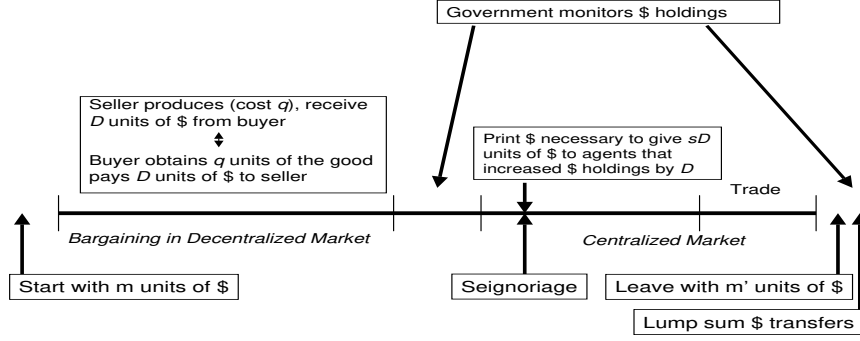 Government monitors $ holdings
Seller produces (cost q), receive
D units of $ from buyer
Buyer obtains q units of the good
pays D units of $ to seller
Print $ necessary to give sD
units of $ to agents that
increased $ holdings by D
Trade
Bargaining in Decentralized Market
Centralized Market
Start with m units of $
Seignoriage
Leave with m' units of $
Lump sum $ transfers